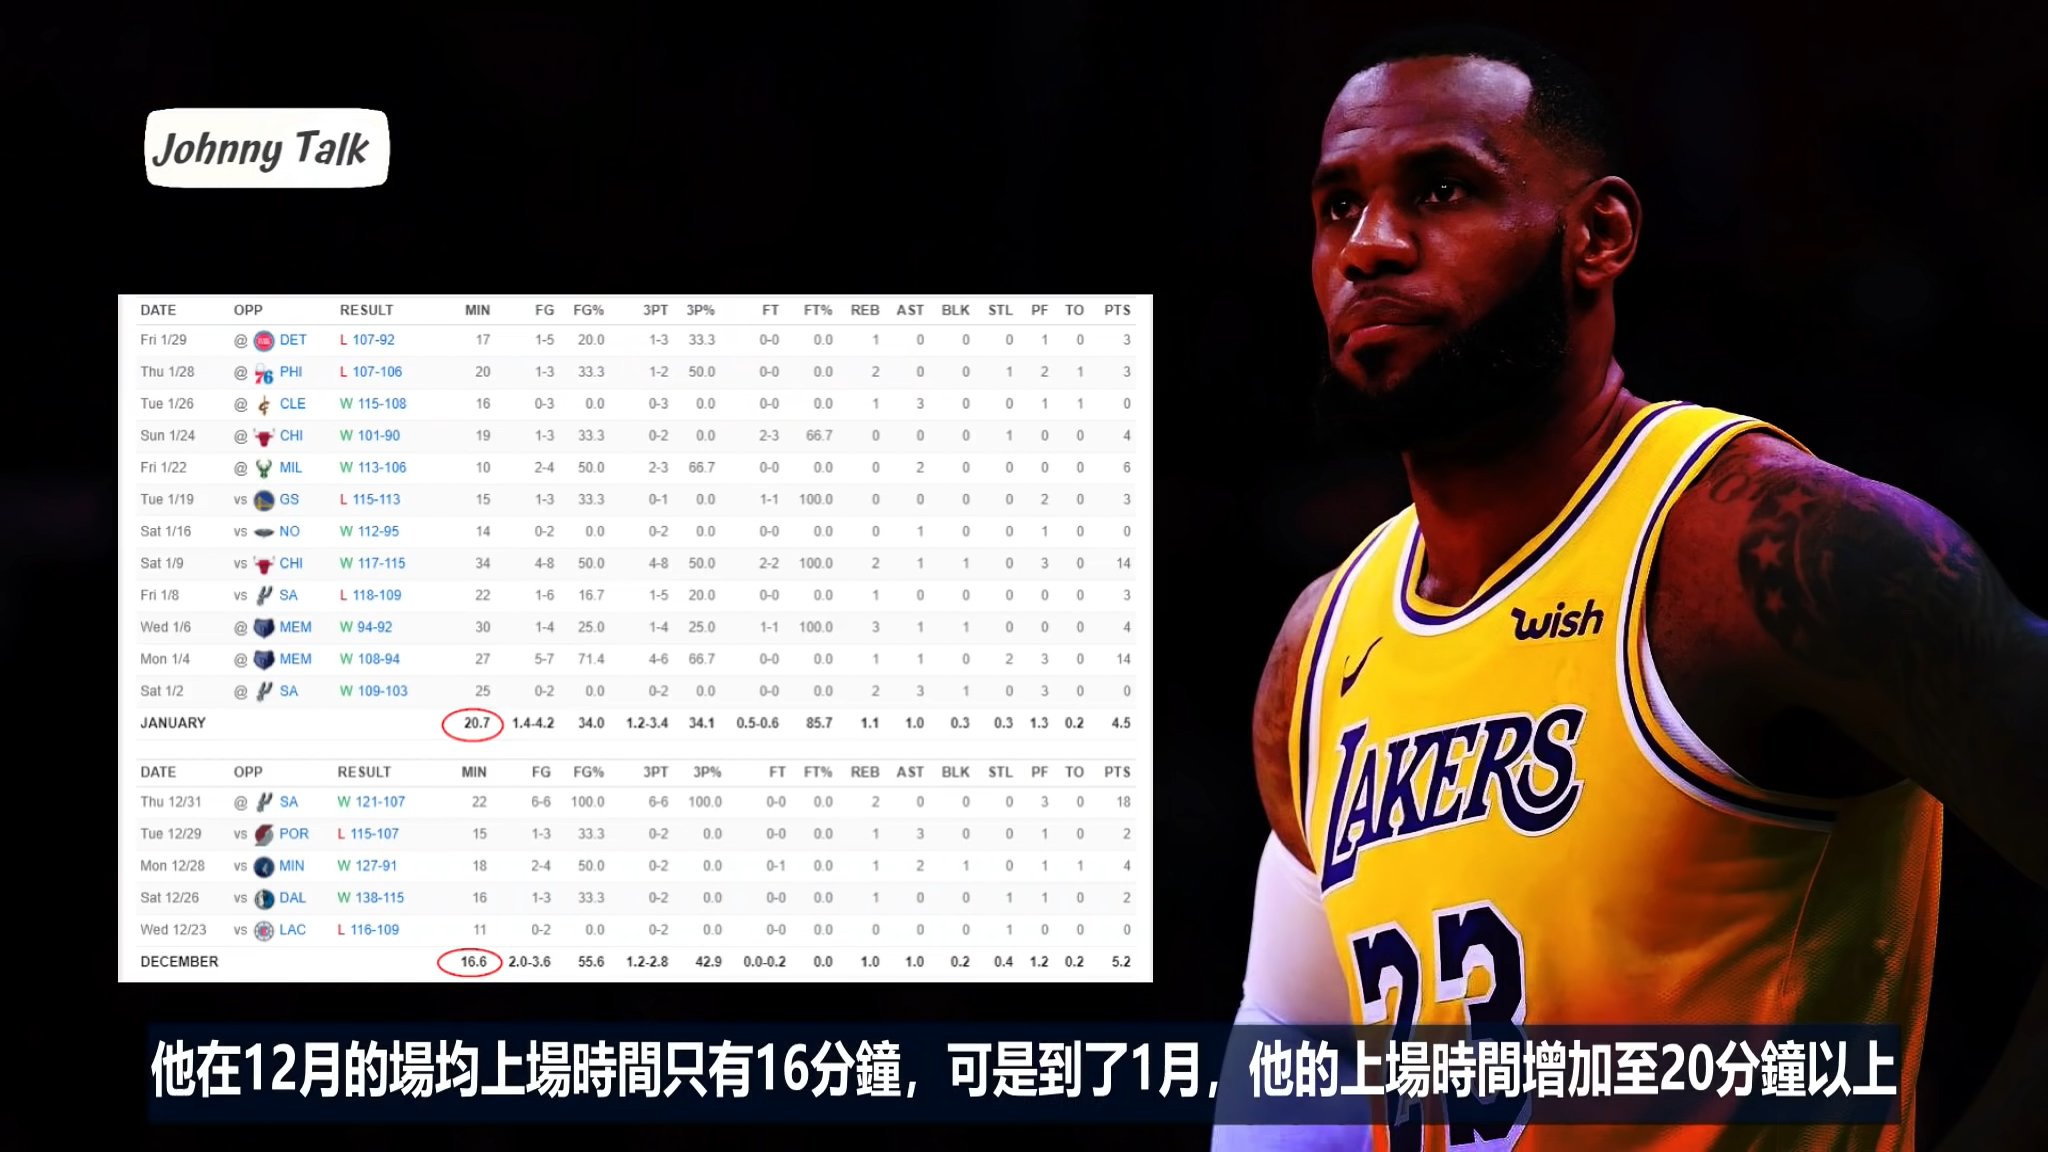 Johnny Talk
DATE OPP RESULT MIN FG FG% 3PT 3P% FT FT% REB AST BLK STL PF TO PTS
Fri 1/29 @ DET L 107-92 17 1-5 20.0 1-3 33.3 0-0 0.0 1 0 0 0 1 0 3
Thu 1/28 @ 76 PHI L 107-106 20 1-3 33.3 1-2 50.0 0-0 0.0 2 0 0 1 2 1 3
Tue 1/26 @ CLE W 115-108 16 0-3 0.0 0-3 0.0 0-0 0.0 1 3 0 0 1 1 0
Sun 1/24 @ CHI W 101-90 19 1-3 33.3 0-2 0.0 2-3 66.7 0 0 0 1 0 0 4
Fri 1/22 @ MIL W 113-106 10 2-4 50.0 2-3 66.7 0-0 0.0 0 2 0 0 0 0 6
Tue 1/19 vs GS L 115-113 15 1-3 33.3 0-1 0.0 1-1 100.0 0 0 0 0 2 0 3
Sat 1/16 vs NO W 112-95 14 0-2 0.0 0-2 0.0 0-0 0.0 0 1 0 0 1 0 0
Sat 1/9 vs CHI W 117-115 34 4-8 50.0 4-8 50.0 2-2 100.0 2 1 1 0 3 0 14
Fri 1/8 vs SA L 118-109 22 1-6 16.7 1-5 20.0 0-0 0.0 1 0 0 0 0 0 3
Wed 1/6 @ MEM W 94-92 30 1-4 25.0 1-4 25.0 1-1 100.0 3 1 1 0 0 0 4
Mon 1/4 @ MEM W 108-94 27 5-7 71.4 4-6 66.7 0-0 0.0 1 1 0 2 3 0 14
Sat 1/2 @ SA W 109-103 25 0-2 0.0 0-2 0.0 0-0 0.0 2 3 1 0 3 0 0
JANUARY 20.7 1.4-4.2 34.0 1.2-3.4 34.1 0.5-0.6 85.7 1.1 1.0 0.3 0.3 1.3 0.2 4.5
DATE OPP RESULT MIN FG FG% 3PT 3P% FT FT% REB AST BLK STL PF TO PTS
Thu 12/31 @ SA W 121-107 22 6-6 100.0 6-6 100.0 0-0 0.0 2 0 0 0 3 0 18
Tue 12/29 vs POR L 115-107 15 1-3 33.3 0-2 0.0 0-0 0.0 1 3 0 0 1 0 2
Mon 12/28 vs MIN W 127-91 18 2-4 50.0 0-2 0.0 0-1 0.0 1 2 1 0 1 1 4
Sat 12/26 vs DAL W 138-115 16 1-3 33.3 0-2 0.0 0-0 0.0 1 0 0 1 1 0 2
Wed 12/23 vs LAC L 116-109 11 0-2 0.0 0-2 0.0 0-0 0.0 0 0 0 1 0 0 0
DECEMBER 16.6 2.0-3.6 55.6 1.2-2.8 42.9 0.0-0.2 0.0 1.0 1.0 0.2 0.4 1.2 0.2 5.2
wish
LAKERS
23
他在12月的場均上場時間只有16分鐘，可是到了1月，他的上場時間增加至20分鐘以上